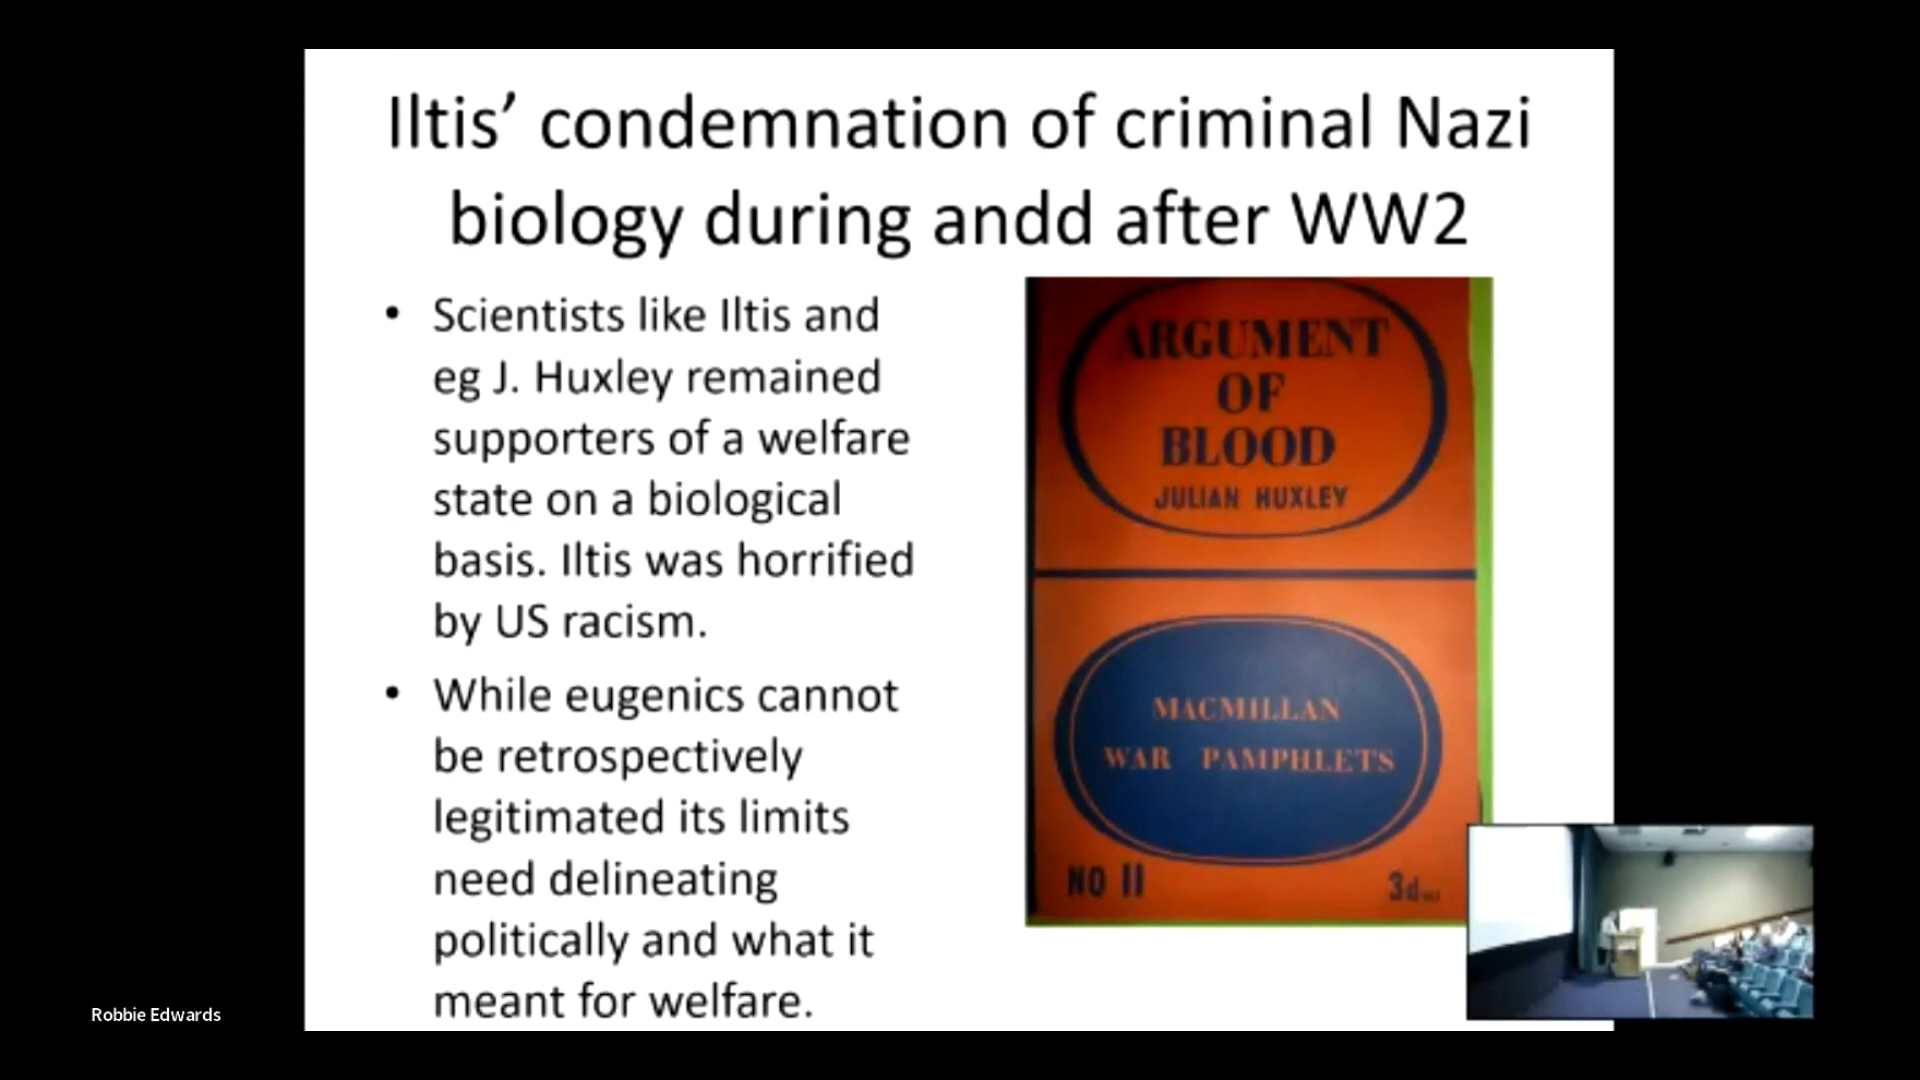 Iltis’ condemnation of criminal Nazi
biology during andd after WW2
• Scientists like Iltis and
eg J. Huxley remained
supporters of a welfare
state on a biological
basis. Iltis was horrified
by US racism.
• While eugenics cannot
be retrospectively
legitimated its limits
need delineating
politically and what it
meant for welfare.
ARGUMENT
OF
BLOOD
JULIAN HUXLEY
MACMILLAN
WAR PAMPHLETS
NO 11
3d
Robbie Edwards